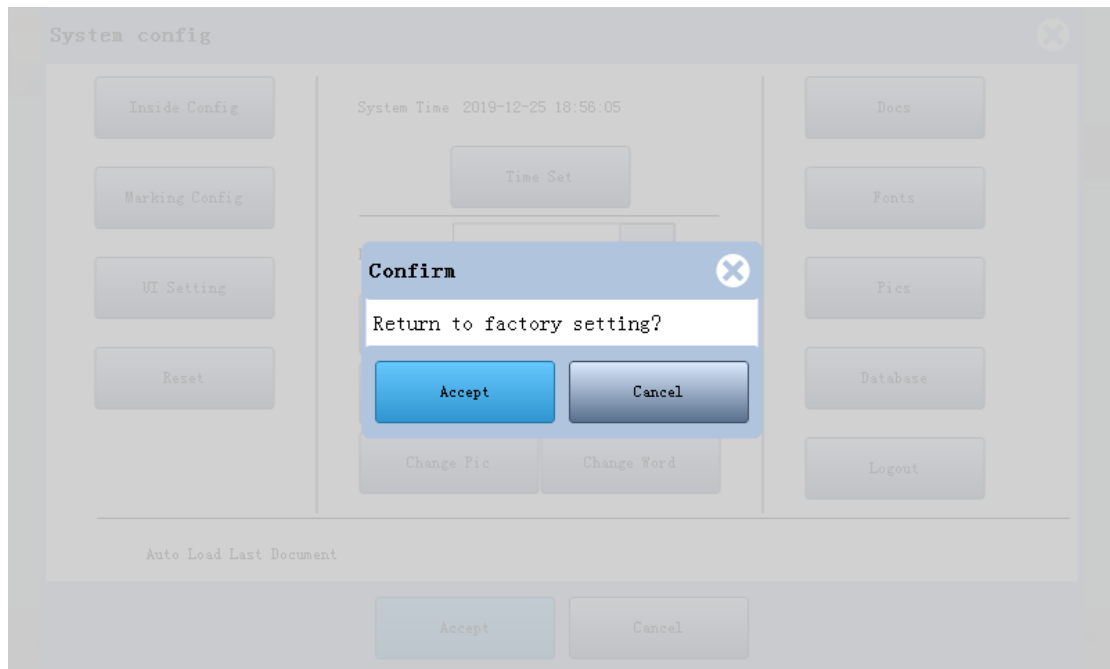 System config
Inside Config
System Time 2019-12-25 18:56:05
Docs
Time Set
Marking Config
Fonts
Confirm
UI Setting
Pics
Return to factory setting?
Reset
Accept
Cancel
Database
Change Pic
Change Word
Logout
Auto Load Last Document
Accept
Cancel